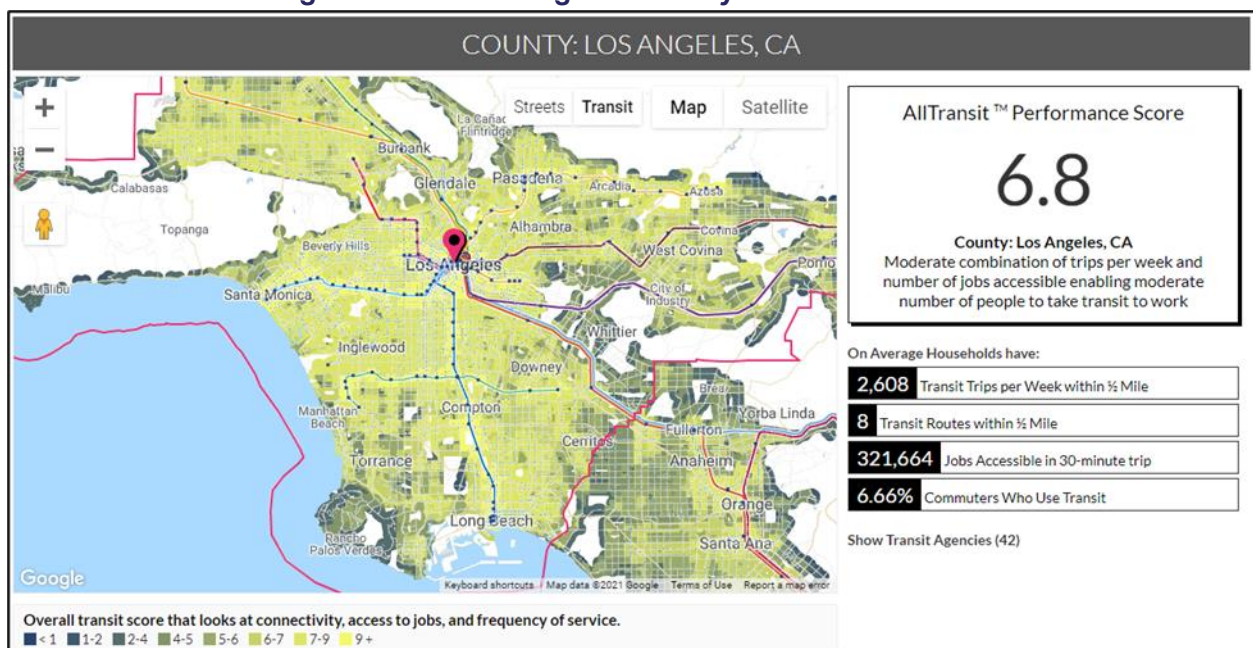 COUNTY: LOS ANGELES, CA
+
Streets Transit Map Satellite
La Cañada
Flintridge
Burbank
Calabasas
Glendale
Pasadena
Arcadia
Azusa
Topanga
Beverly Hills
Alhambra
Covina
West Covina
Los Angeles
Malibu
Santa Monica
City of
Industry
Whittier
Inglewood
Downey
Brea
Manhattan
Beach
Compton
Yorba Linda
Fullerton
Cerritos
Torrance
Anaheim
Orange
Long Beach
Rancho
Palos Verdes
Santa Ana
Google
Keyboard shortcuts Map data ©2021 Google Terms of Use Report a map error
Overall transit score that looks at connectivity, access to jobs, and frequency of service.
< 1 1-2 2-4 4-5 5-6 6-7 7-9 9 +
AllTransit ™ Performance Score
6.8
County: Los Angeles, CA
Moderate combination of trips per week and
number of jobs accessible enabling moderate
number of people to take transit to work
On Average Households have:
2,608 Transit Trips per Week within ½ Mile
8 Transit Routes within ½ Mile
321,664 Jobs Accessible in 30-minute trip
6.66% Commuters Who Use Transit
Show Transit Agencies (42)